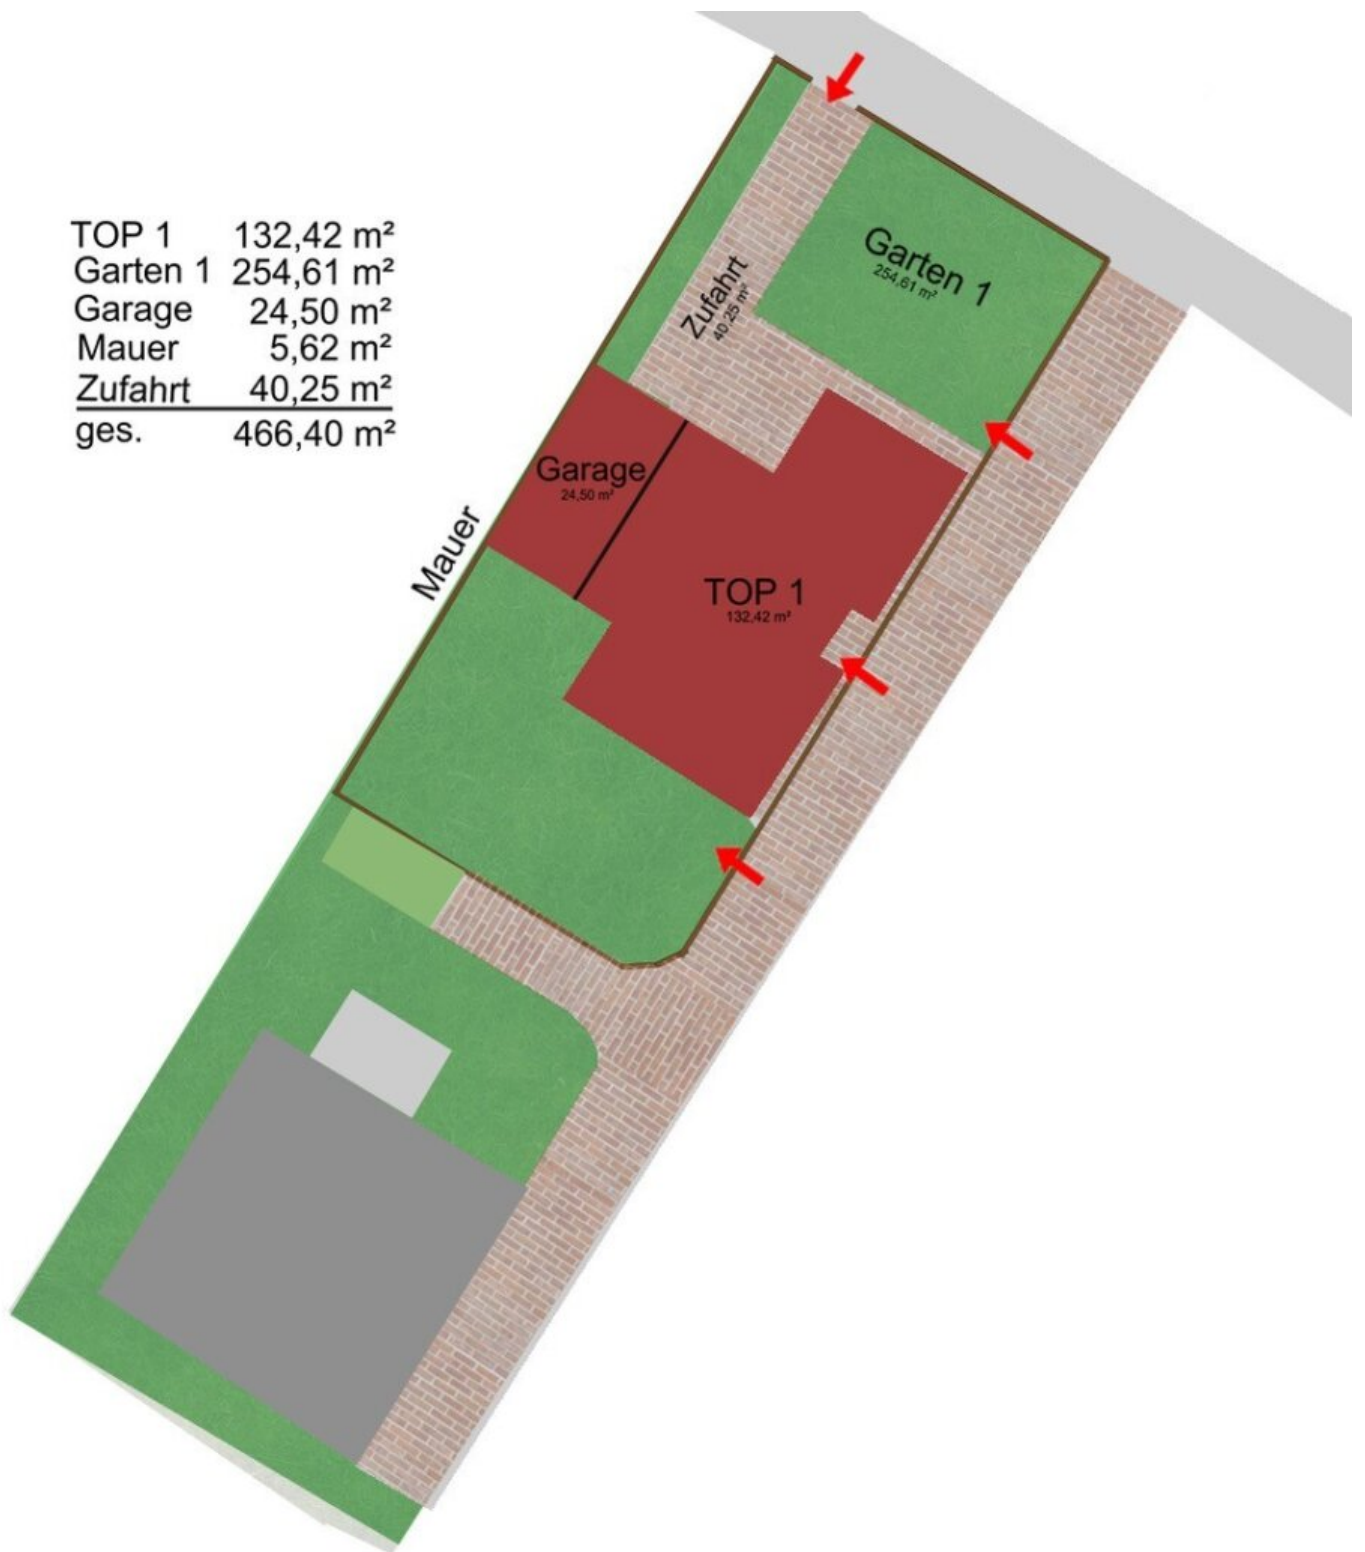 TOP 1 132,42 m²
Garten 1 254,61 m²
Garage 24,50 m²
Mauer 5,62 m²
Zufahrt 40,25 m²
ges. 466,40 m²
Garten 1
254,61 m²
Zufahrt
40,25 m²
Garage
24,50 m²
Mauer
TOP 1
132,42 m²